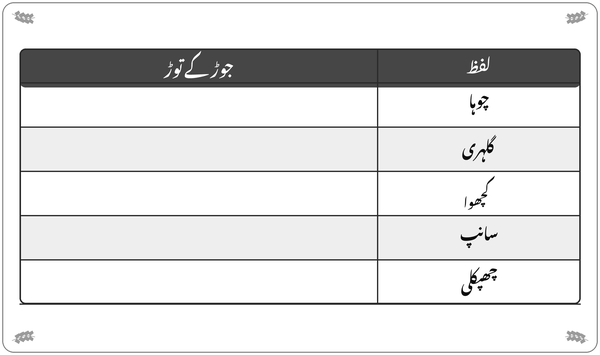 لفظ جوڑ کے توڑ
چوہا
گلہری
کچھوا
سانپ
چھپکلی